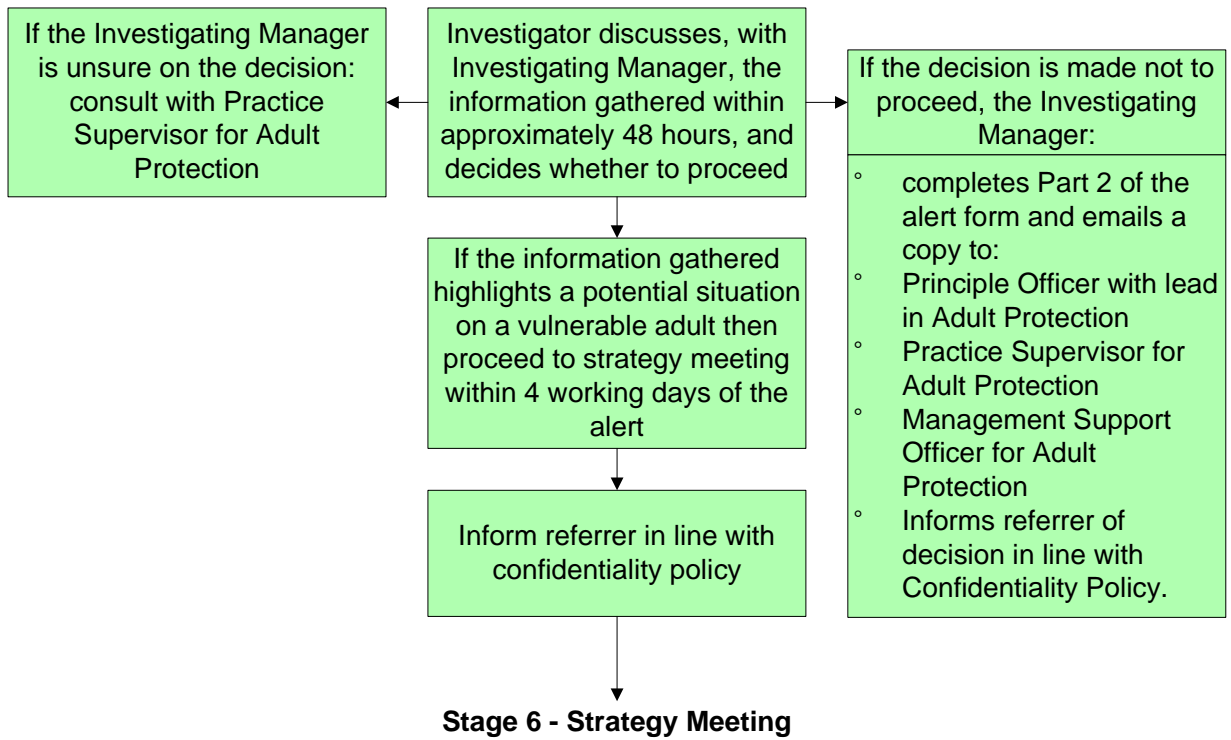 If the Investigating Manager
is unsure on the decision:
consult with Practice
Supervisor for Adult
Protection
Investigator discusses, with
Investigating Manager, the
information gathered within
approximately 48 hours, and
decides whether to proceed
If the decision is made not to
proceed, the Investigating
Manager:
° completes Part 2 of the
alert form and emails a
copy to:
° Principle Officer with lead
in Adult Protection
° Practice Supervisor for
Adult Protection
° Management Support
Officer for Adult
Protection
° Informs referrer of
decision in line with
Confidentiality Policy.
If the information gathered
highlights a potential situation
on a vulnerable adult then
proceed to strategy meeting
within 4 working days of the
alert
Inform referrer in line with
confidentiality policy
Stage 6 - Strategy Meeting